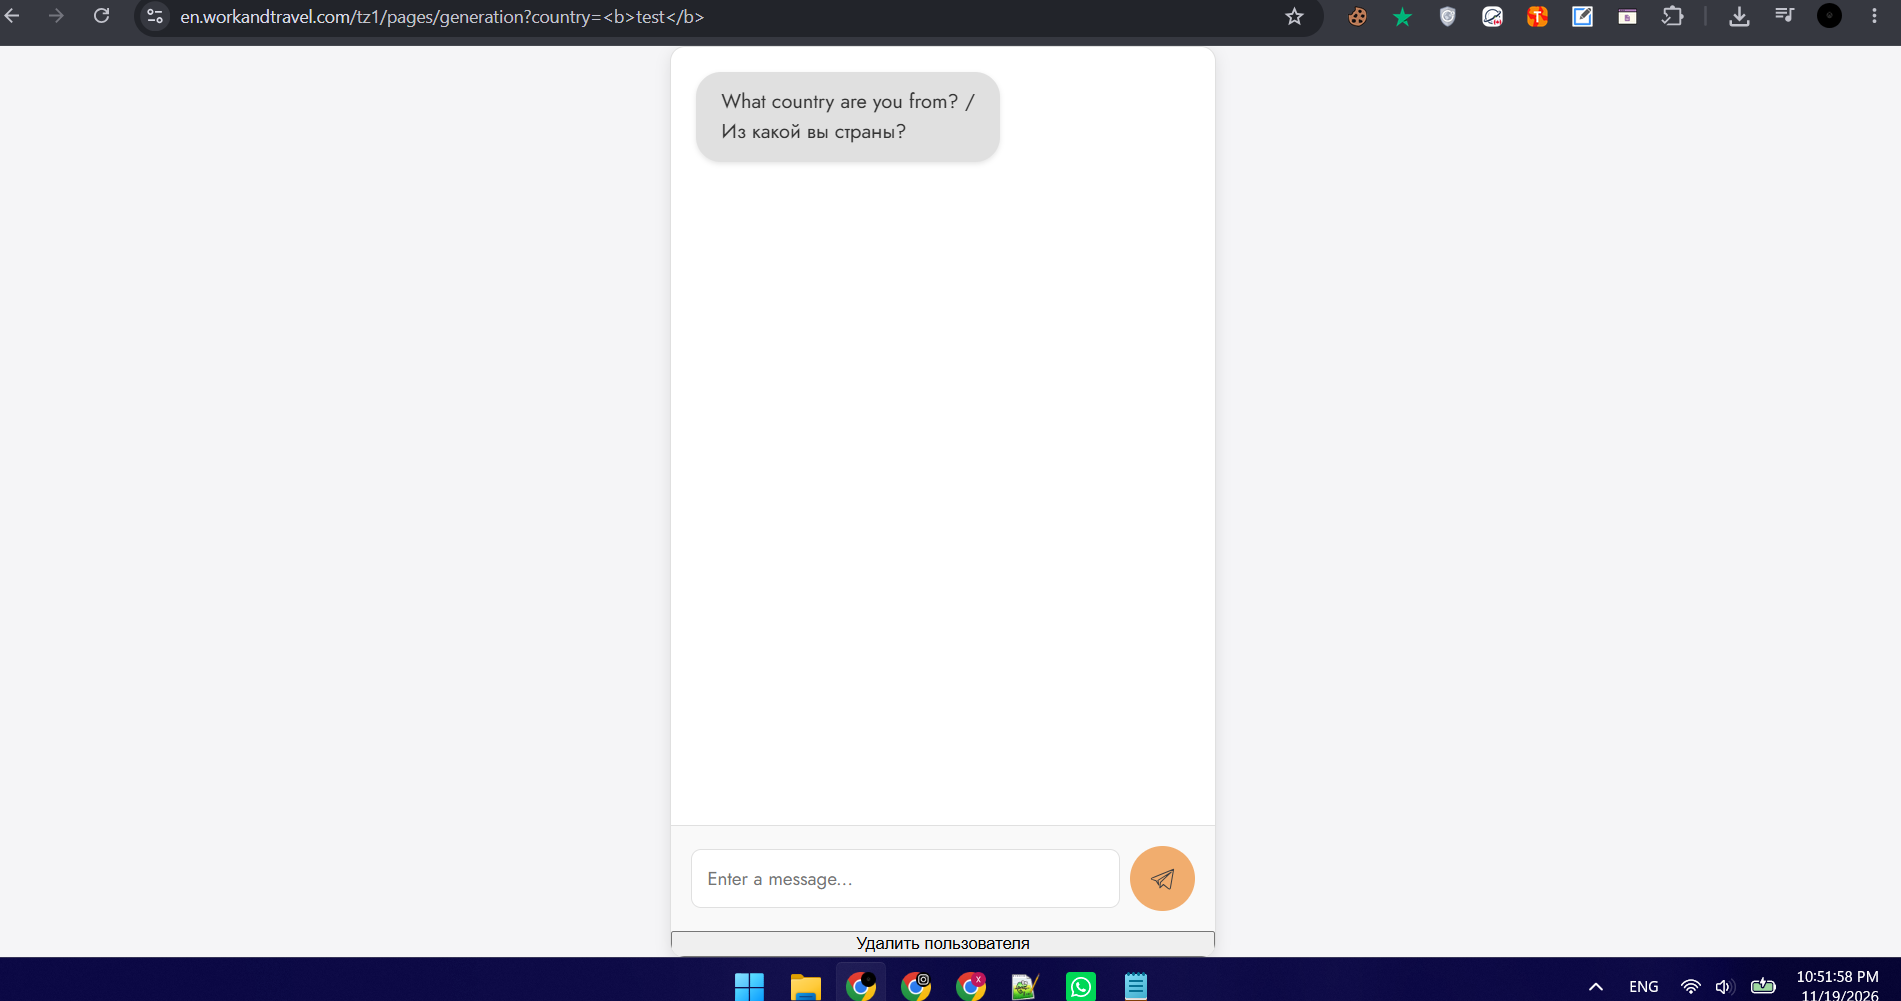 en.workandtravel.com/tz1/pages/generation?country=<b>test</b>
What country are you from? /
Из какой вы страны?
Enter a message...
Удалить пользователя
ENG
10:51:58 PM
11/19/2026